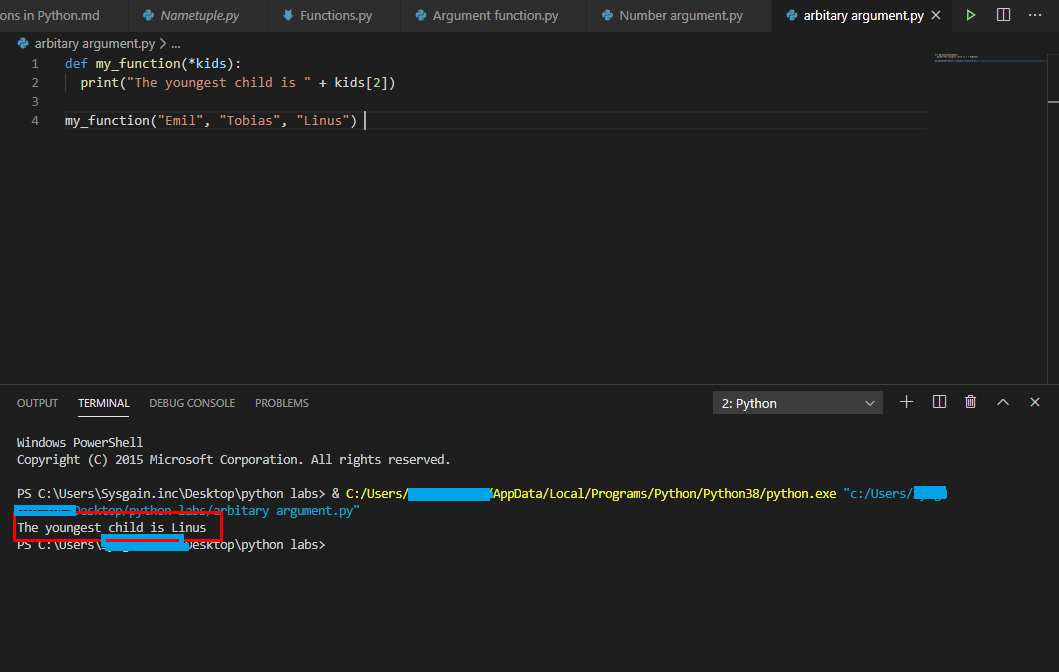 ons in Python.md Nametuple.py Functions.py Argument function.py Number argument.py arbitary argument.py
arbitary argument.py > ...
1 def my_function(*kids):
2 print("The youngest child is " + kids[2])
3
4 my_function("Emil", "Tobias", "Linus")
OUTPUT TERMINAL DEBUG CONSOLE PROBLEMS 2: Python
Windows PowerShell
Copyright (C) 2015 Microsoft Corporation. All rights reserved.
PS C:\Users\Sysgain.inc\Desktop\python labs> & C:/Users/ /AppData/Local/Programs/Python/Python38/python.exe "c:/Users/
Desktop/python labs/arbitary argument.py"
The youngest child is Linus
PS C:\Users\ Desktop\python labs>